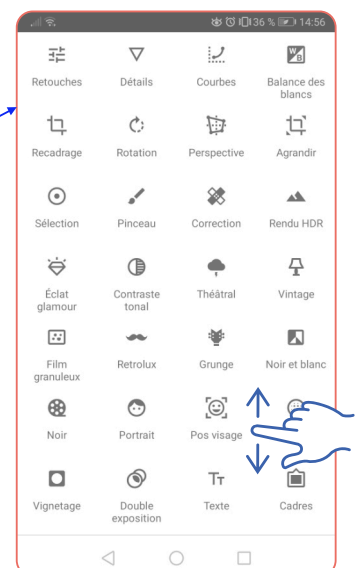 36 % 14:56
Retouches Détails Courbes Balance des
blancs
Recadrage Rotation Perspective Agrandir
Sélection Pinceau Correction Rendu HDR
Éclat Contraste Théâtral Vintage
glamour tonal
Film Retrolux Grunge Noir et blanc
granuleux
Noir Portrait Pos visage
Vignetage Double Texte Cadres
exposition